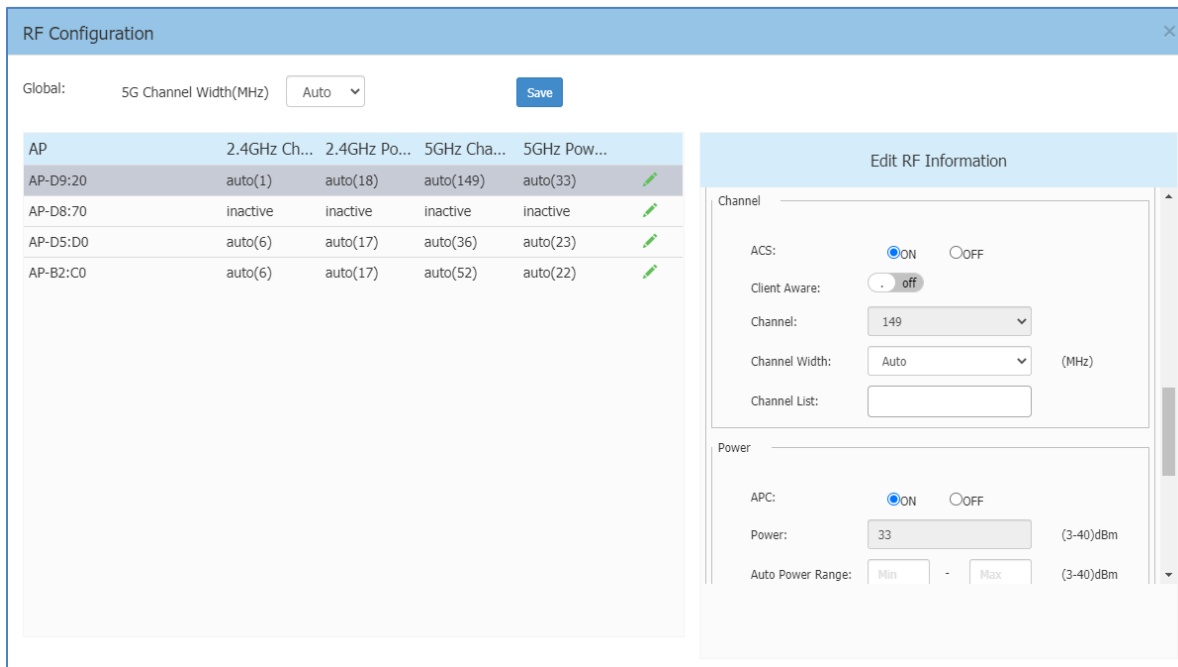 RF Configuration ×
Global: 5G Channel Width(MHz) Auto Save
AP 2.4GHz Ch... 2.4GHz Po... 5GHz Cha... 5GHz Pow...
AP-D9:20 auto(1) auto(18) auto(149) auto(33)
AP-D8:70 inactive inactive inactive inactive
AP-D5:D0 auto(6) auto(17) auto(36) auto(23)
AP-B2:C0 auto(6) auto(17) auto(52) auto(22)
Edit RF Information
Channel
ACS: ON OFF
Client Aware: off
Channel: 149
Channel Width: Auto (MHz)
Channel List:
Power
APC: ON OFF
Power: 33 (3-40)dBm
Auto Power Range: Min - Max (3-40)dBm